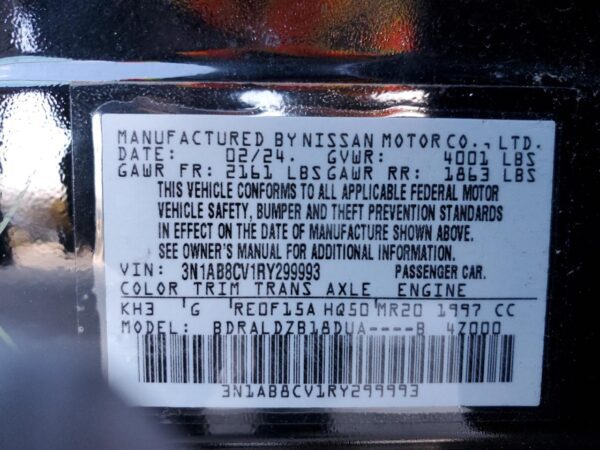 MANUFACTURED BY NISSAN MOTOR CO., LTD.
DATE: 02/24. GVWR: 4001 LBS
GAWR FR: 2161 LBS GAWR RR: 1863 LBS
THIS VEHICLE CONFORMS TO ALL APPLICABLE FEDERAL MOTOR
VEHICLE SAFETY, BUMPER AND THEFT PREVENTION STANDARDS
IN EFFECT ON THE DATE OF MANUFACTURE SHOWN ABOVE.
SEE OWNER'S MANUAL FOR ADDITIONAL INFORMATION.
VIN: 3N1AB8CV1RY299993 PASSENGER CAR.
COLOR TRIM TRANS AXLE ENGINE
KH3 G RE0F15A HQ50 MR20 1997 CC
MODEL: BDRALDZB18DUA----B 4Z000
3N1AB8CV1RY299993